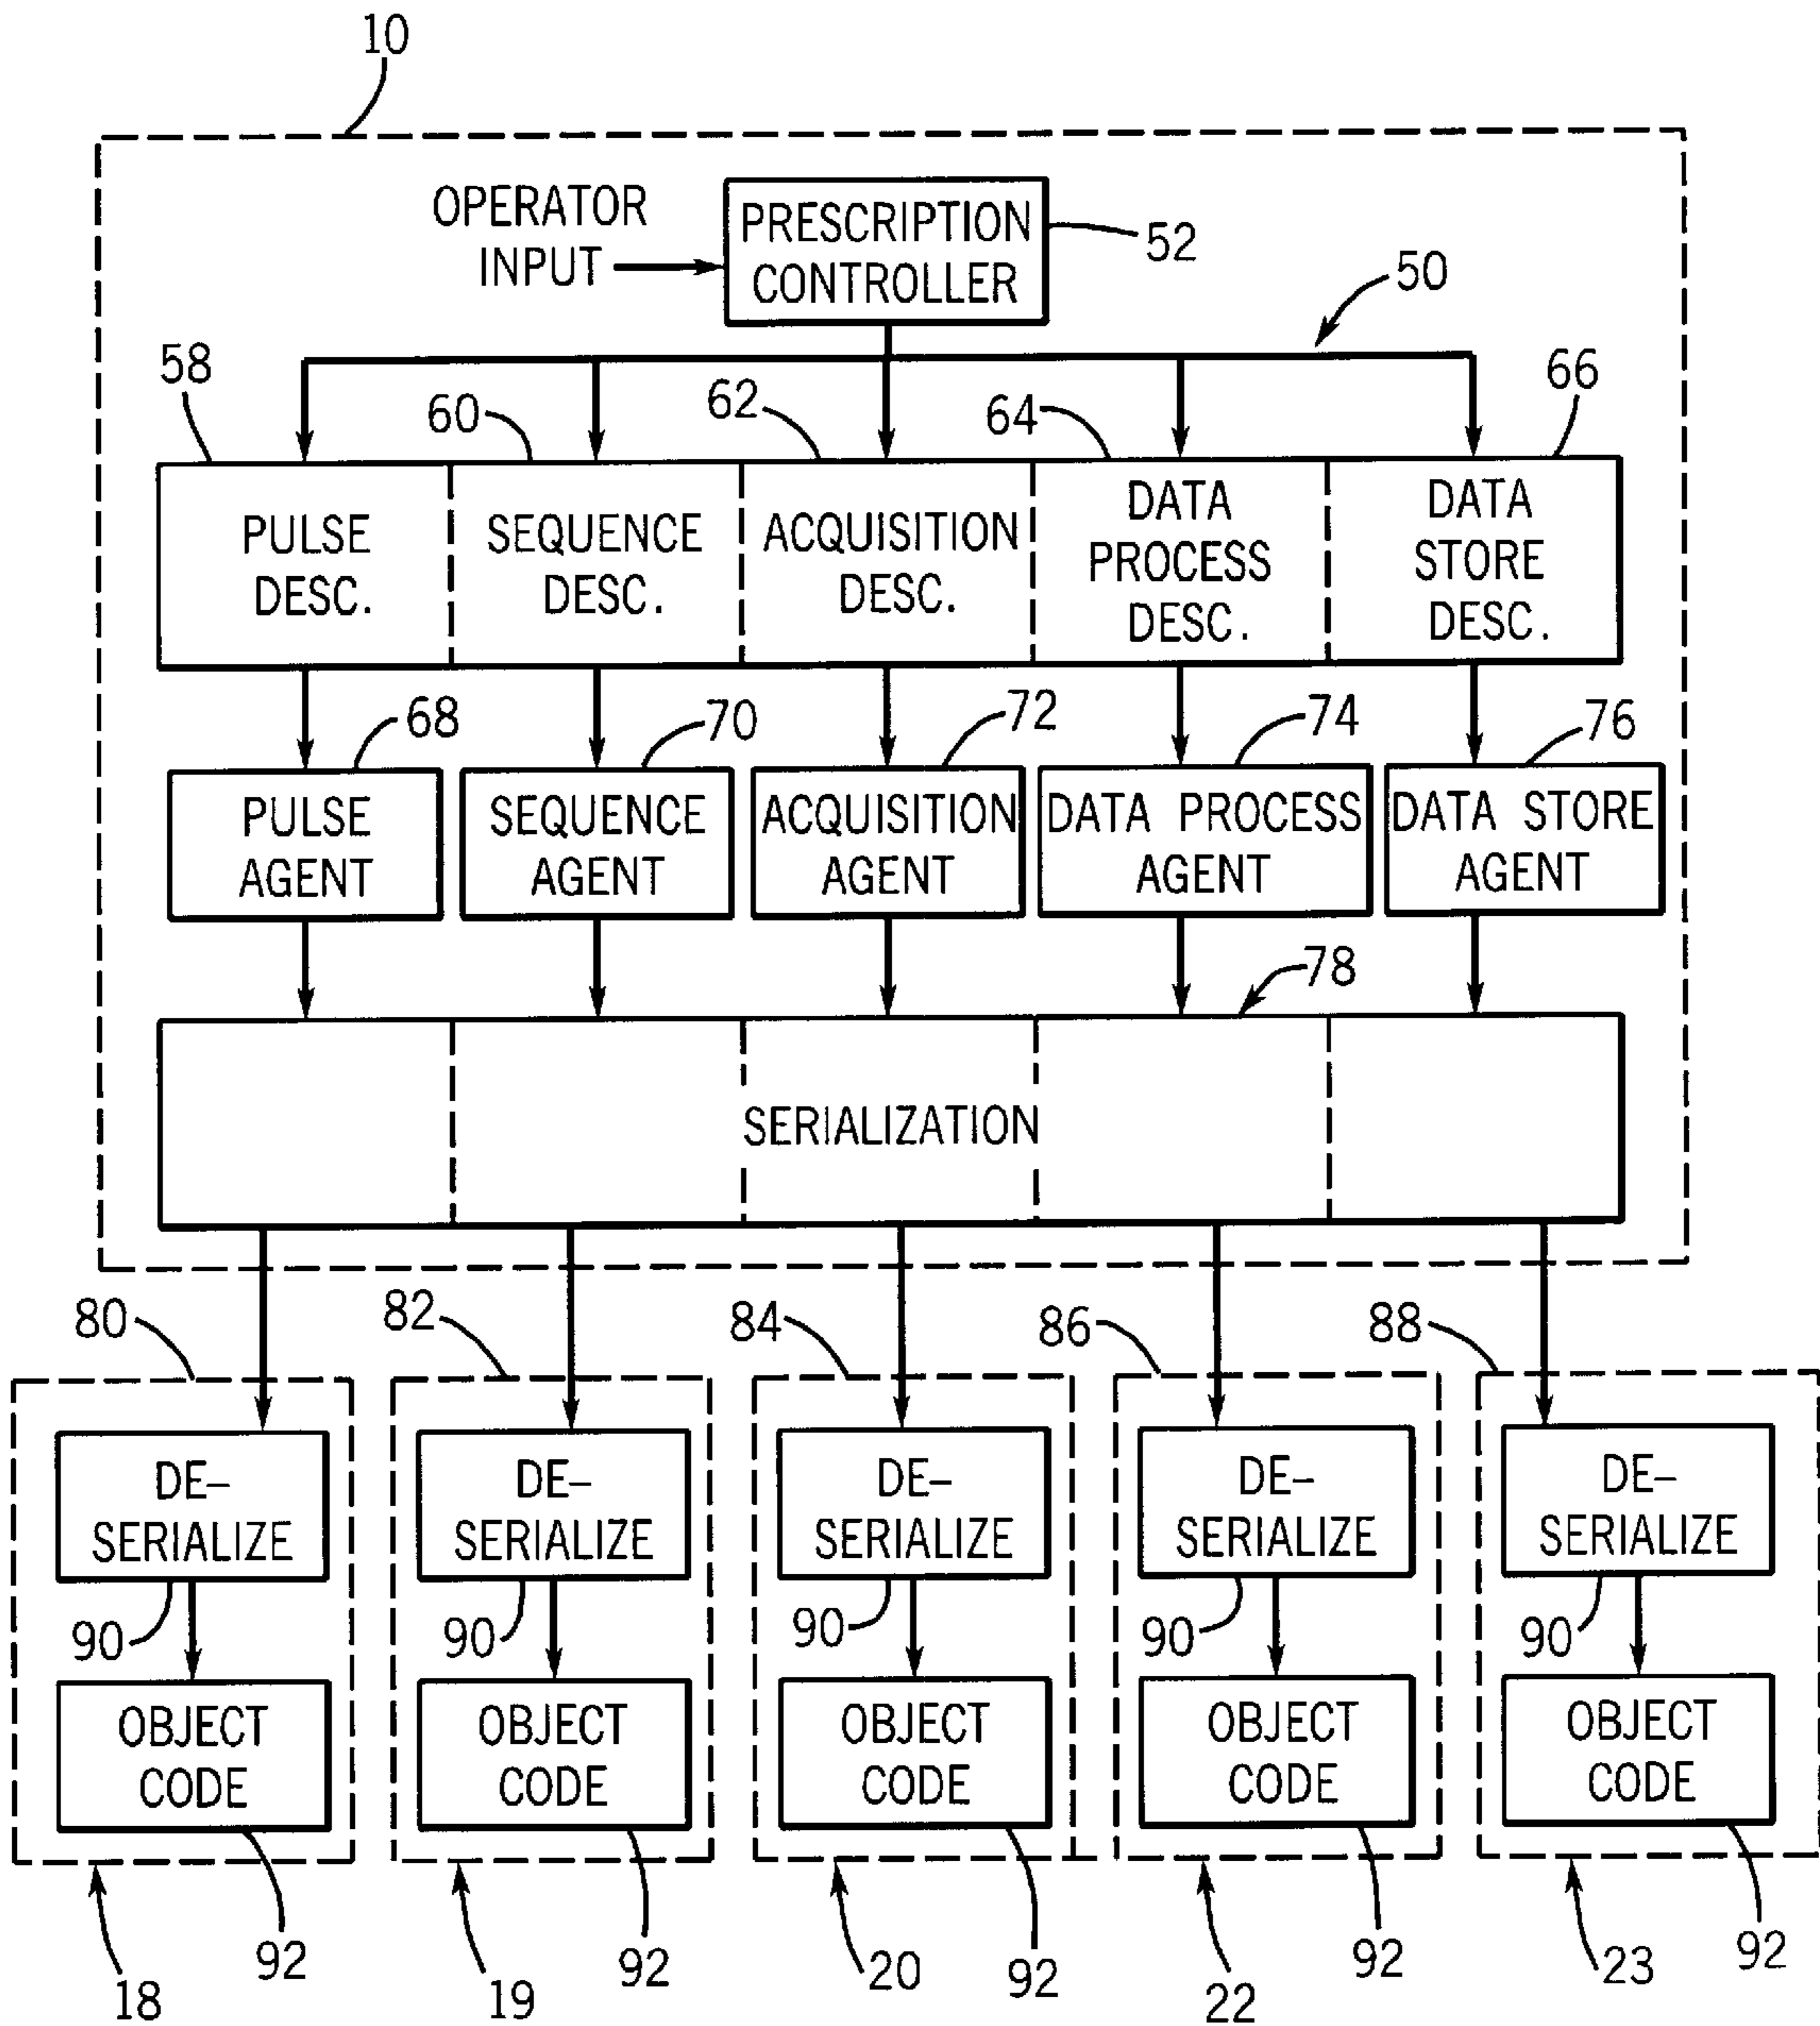 10
OPERATOR
INPUT
PRESCRIPTION
CONTROLLER
52
50
58
60
62
64
66
PULSE
DESC.
SEQUENCE
DESC.
ACQUISITION
DESC.
DATA
PROCESS
DESC.
DATA
STORE
DESC.
68
70
72
74
76
PULSE
AGENT
SEQUENCE
AGENT
ACQUISITION
AGENT
DATA PROCESS
AGENT
DATA STORE
AGENT
78
SERIALIZATION
80
82
84
86
88
DE–
SERIALIZE
DE–
SERIALIZE
DE–
SERIALIZE
DE–
SERIALIZE
DE–
SERIALIZE
90
90
90
90
90
OBJECT
CODE
OBJECT
CODE
OBJECT
CODE
OBJECT
CODE
OBJECT
CODE
18
92
19
92
20
92
22
92
23
92